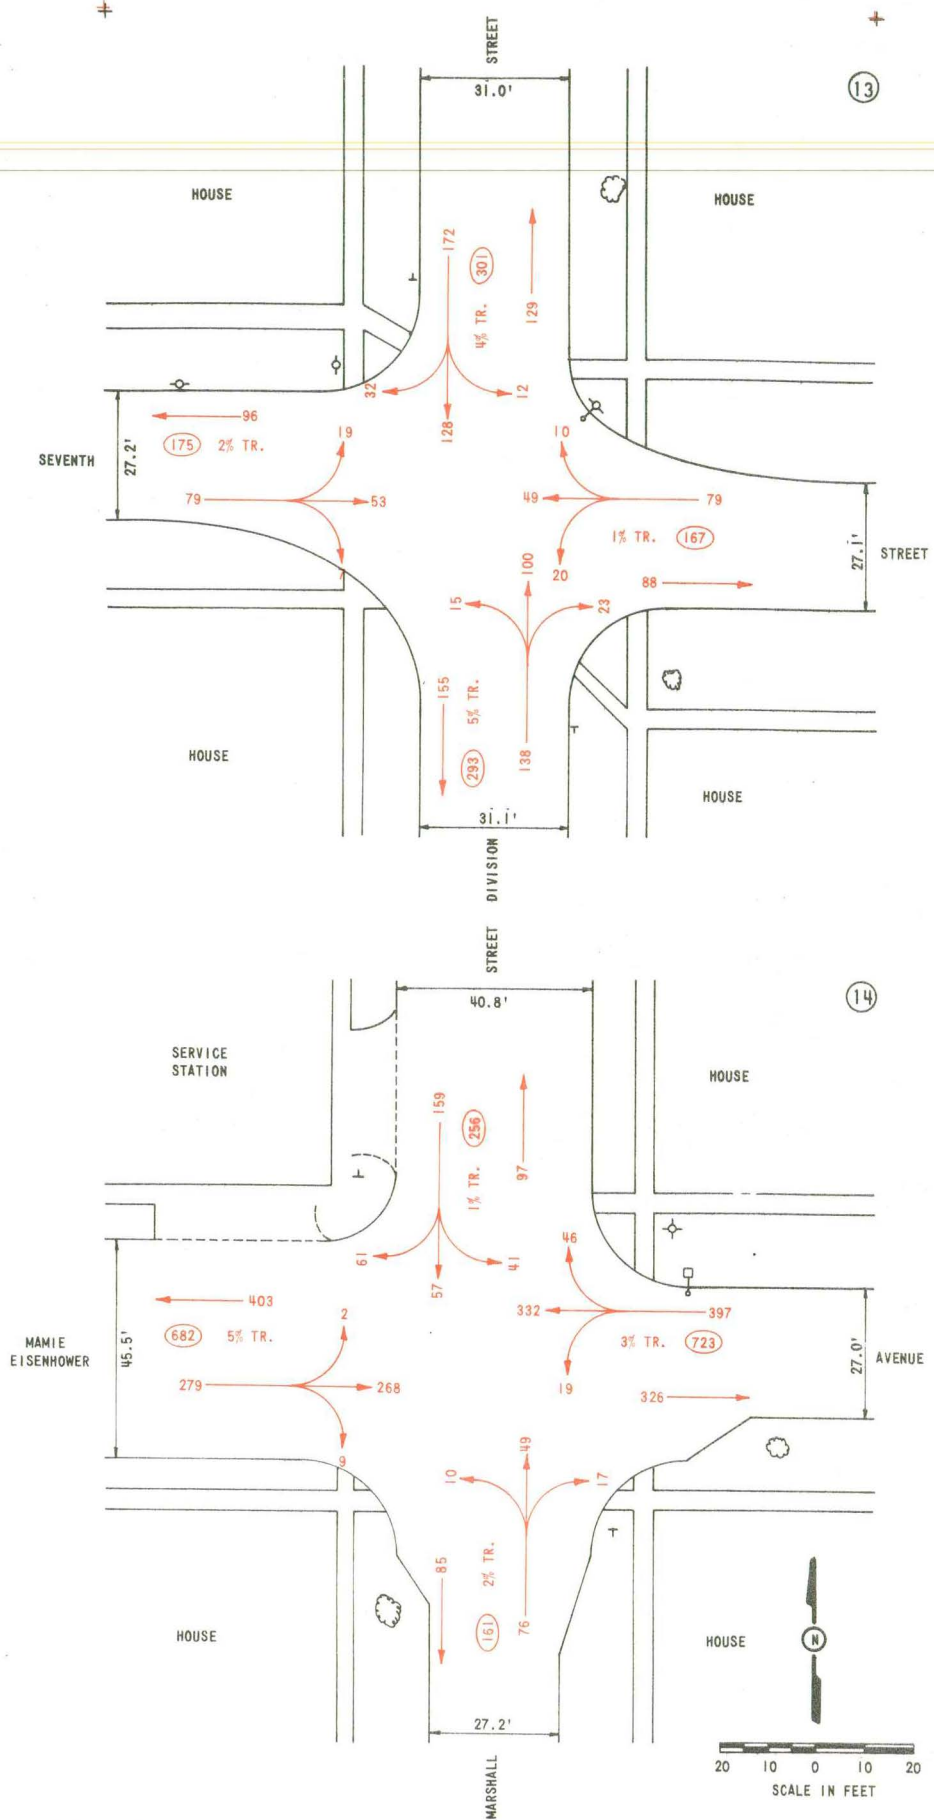 STREET
31.0'
13
HOUSE
HOUSE
172
301
4% TR.
129
32
12
128
96
175 2% TR.
19
10
SEVENTH
27.2'
79
53
49
79
1% TR. 167
7
20
100
88
27.1'
STREET
15
23
155
5% TR.
293
138
HOUSE
HOUSE
31.1'
DIVISION
STREET
40.8'
14
SERVICE
STATION
HOUSE
159
256
1% TR.
97
61
41
57
46
403
2
332
397
682 5% TR.
3% TR. 723
MAMIE
EISENHOWER
45.5'
279
268
19
326
27.0'
AVENUE
9
49
10
17
85
2% TR.
161
76
HOUSE
HOUSE
N
27.2'
20 10 0 10 20
SCALE IN FEET
MARSHALL